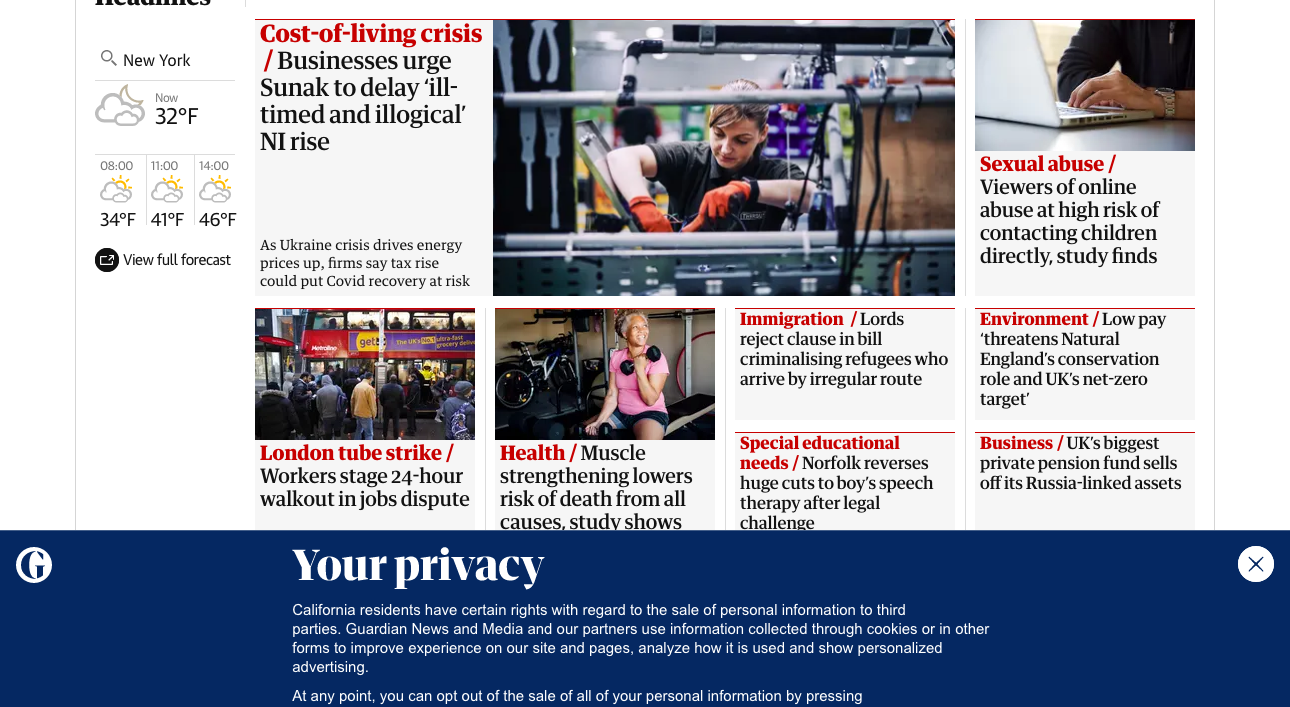 Headlines
New York
Now
32°F
08:00
11:00
14:00
34°F
41°F
46°F
View full forecast
Cost-of-living crisis
/ Businesses urge
Sunak to delay ‘ill-
timed and illogical’
NI rise
As Ukraine crisis drives energy
prices up, firms say tax rise
could put Covid recovery at risk
Sexual abuse /
Viewers of online
abuse at high risk of
contacting children
directly, study finds
Metroline
London tube strike /
Workers stage 24-hour
walkout in jobs dispute
Health / Muscle
strengthening lowers
risk of death from all
causes, study shows
Immigration / Lords
reject clause in bill
criminalising refugees who
arrive by irregular route
Environment / Low pay
‘threatens Natural
England’s conservation
role and UK’s net-zero
target’
Special educational
needs / Norfolk reverses
huge cuts to boy’s speech
therapy after legal
challenge
Business / UK’s biggest
private pension fund sells
off its Russia-linked assets
G
Your privacy
California residents have certain rights with regard to the sale of personal information to third
parties. Guardian News and Media and our partners use information collected through cookies or in other
forms to improve experience on our site and pages, analyze how it is used and show personalized
advertising.
At any point, you can opt out of the sale of all of your personal information by pressing